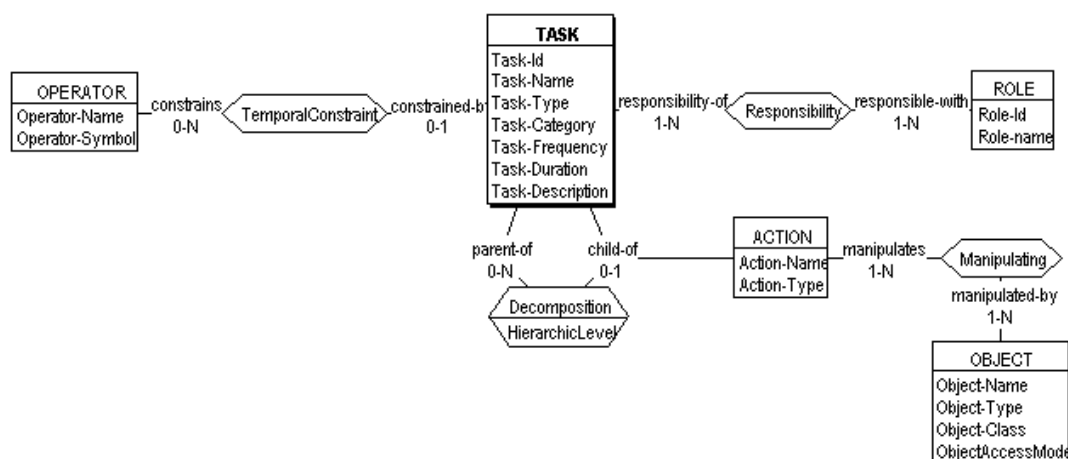 TASK
Task-Id
Task-Name
Task-Type
Task-Category
Task-Frequency
Task-Duration
Task-Description
OPERATOR
Operator-Name
Operator-Symbol
constrains
0-N
TemporalConstraint
constrained-by
0-1
responsibility-of
1-N
Responsibility
responsible-with
1-N
ROLE
Role-Id
Role-name
parent-of
0-N
child-of
0-1
Decomposition
HierarchicLevel
ACTION
Action-Name
Action-Type
manipulates
1-N
Manipulating
manipulated-by
1-N
OBJECT
Object-Name
Object-Type
Object-Class
ObjectAccessMode